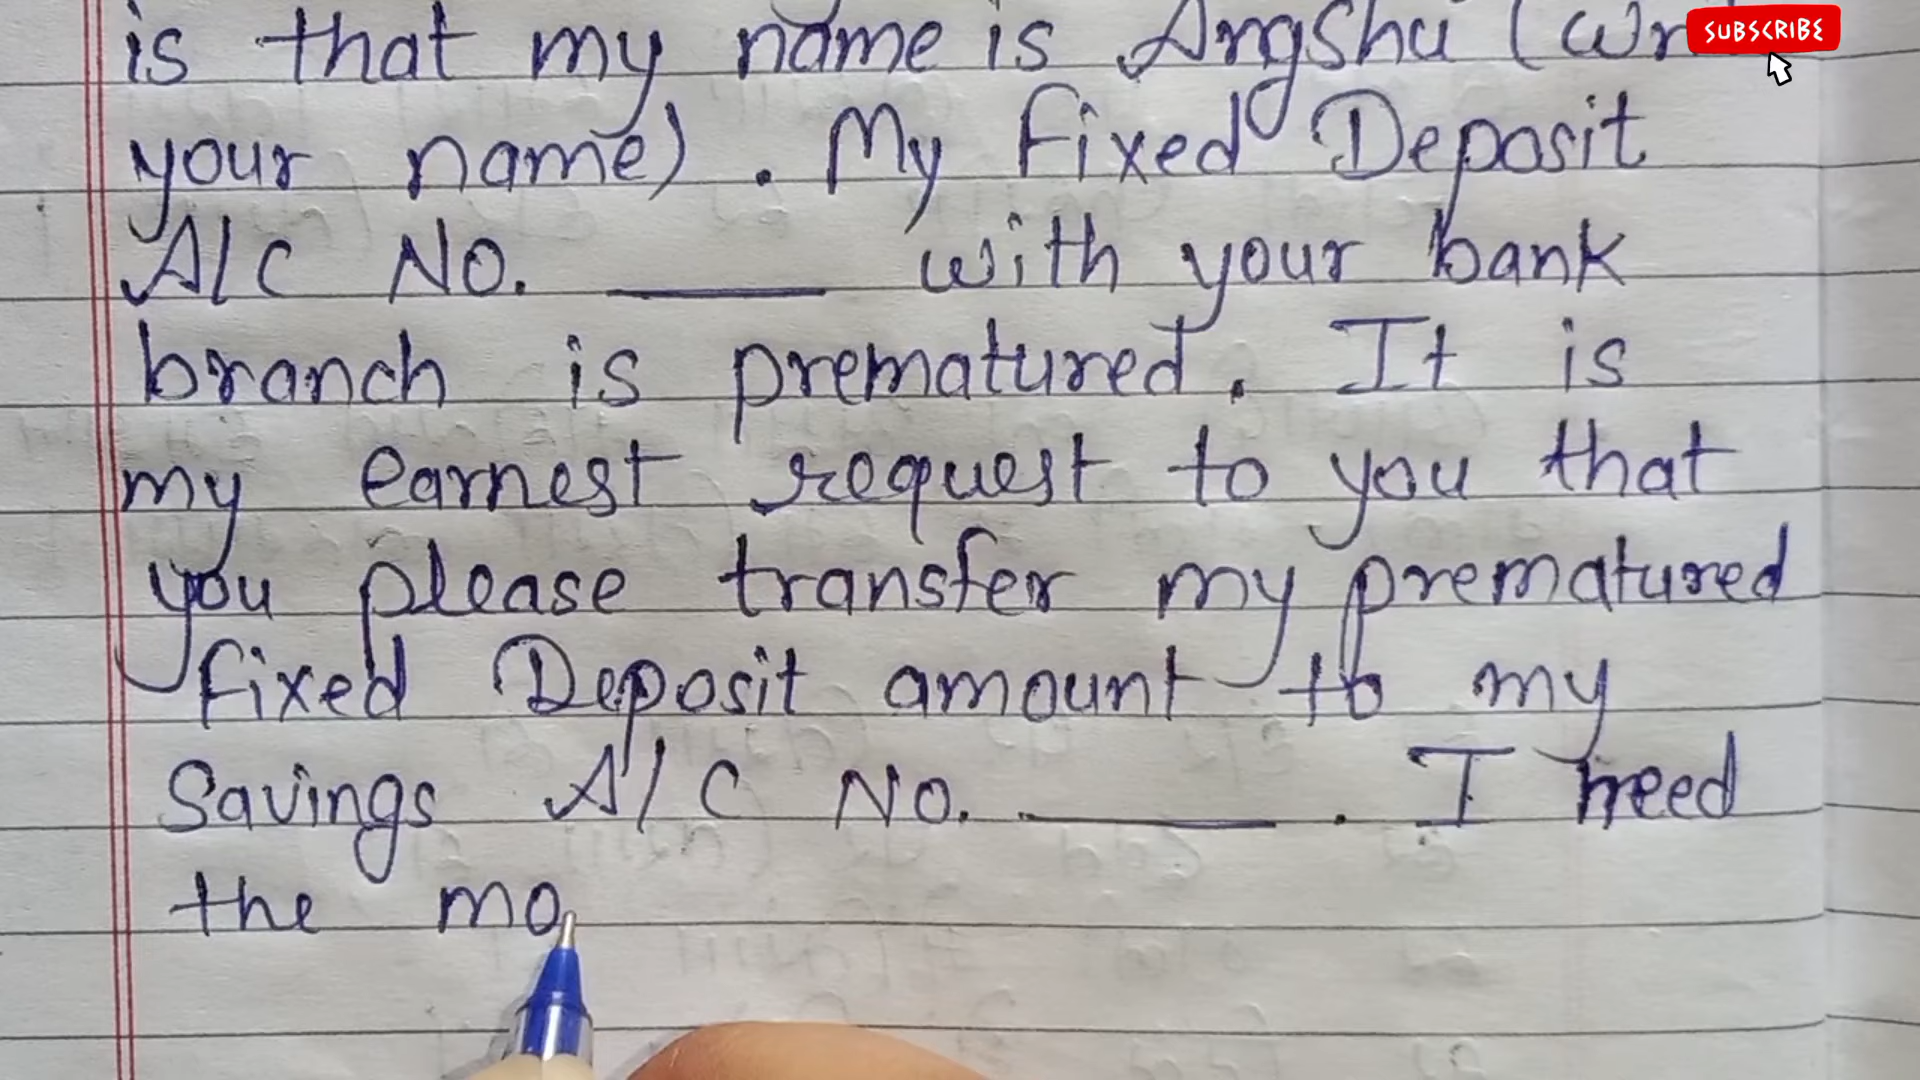 is that my name is Angshu (Wr
SUBSCRIBE
your name). My Fixed Deposit
A/C No. ______ with your bank
branch is prematured. It is
my earnest request to you that
you please transfer my prematured
Fixed Deposit amount to my
Savings A/C No. ______. I need
the mo